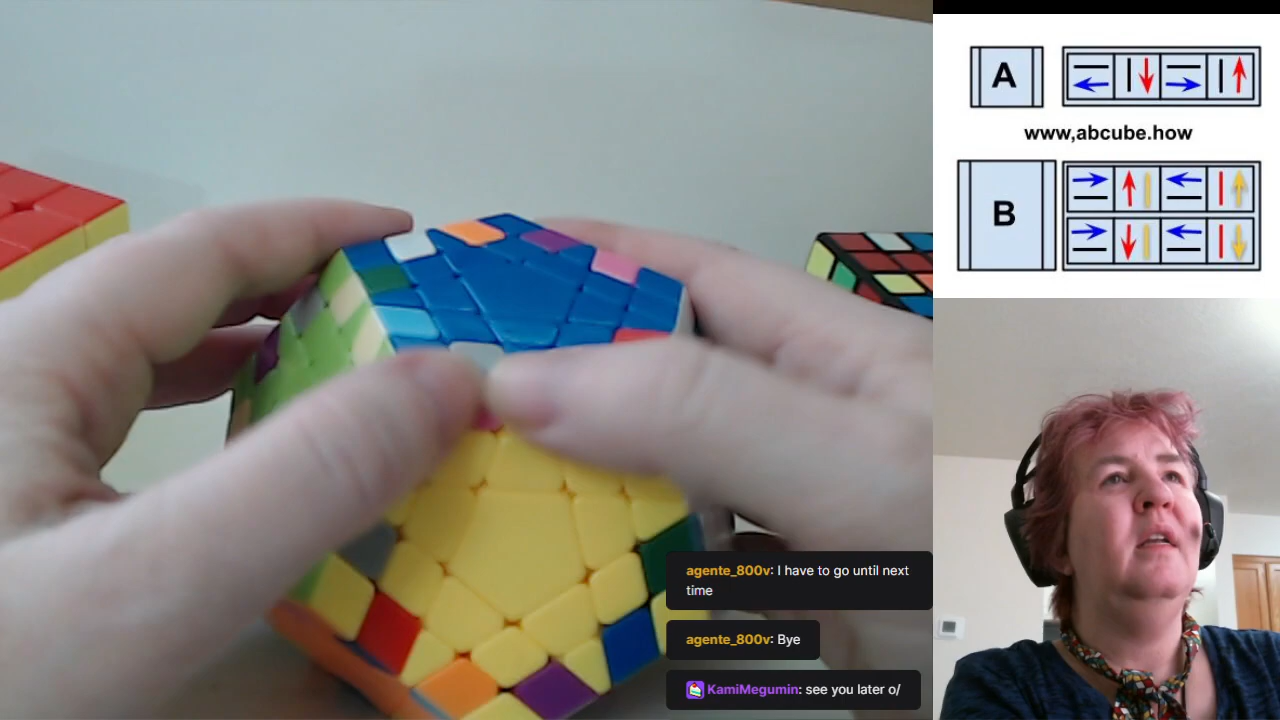 A
www,abcube.how
B
agente_800v: I have to go until next
time
agente_800v: Bye
KamiMegumin: see you later o/